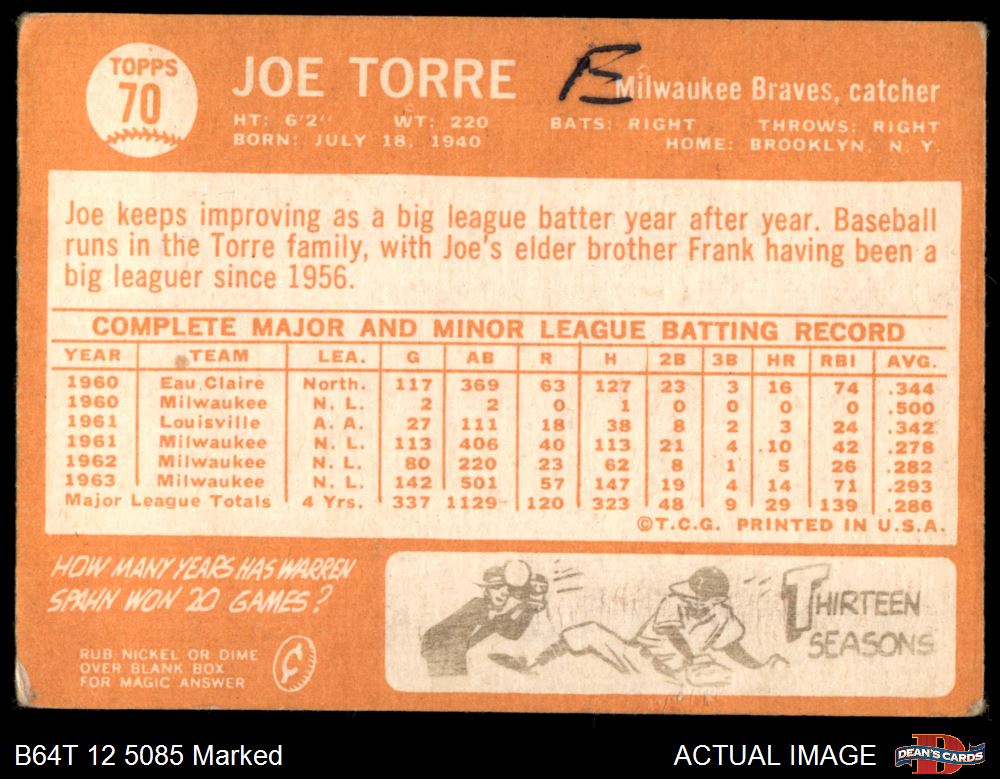 TOPPS
70
JOE TORRE
B
Milwaukee Braves, catcher
HT: 6'2" WT: 220 BATS: RIGHT THROWS: RIGHT
BORN: JULY 18, 1940 HOME: BROOKLYN, N. Y.
Joe keeps improving as a big league batter year after year. Baseball
runs in the Torre family, with Joe's elder brother Frank having been a
big leaguer since 1956.
COMPLETE MAJOR AND MINOR LEAGUE BATTING RECORD
YEAR TEAM LEA. G AB R H 2B 3B HR RBI AVG.
1960 Eau Claire North. 117 369 63 127 23 3 16 74 .344
1960 Milwaukee N. L. 2 2 0 1 0 0 0 0 .500
1961 Louisville A. A. 27 111 18 38 8 2 3 24 .342
1961 Milwaukee N. L. 113 406 40 113 21 4 10 42 .278
1962 Milwaukee N. L. 80 220 23 62 8 1 5 26 .282
1963 Milwaukee N. L. 142 501 57 147 19 4 14 71 .293
Major League Totals 4 Yrs. 337 1129 120 323 48 9 29 139 .286
©T.C.G. PRINTED IN U.S.A.
HOW MANY YEARS HAS WARREN
SPAHN WON 20 GAMES?
RUB NICKEL OR DIME
OVER BLANK BOX
FOR MAGIC ANSWER
THIRTEEN
SEASONS
B64T 12 5085 Marked
ACTUAL IMAGE
DEAN'S CARDS